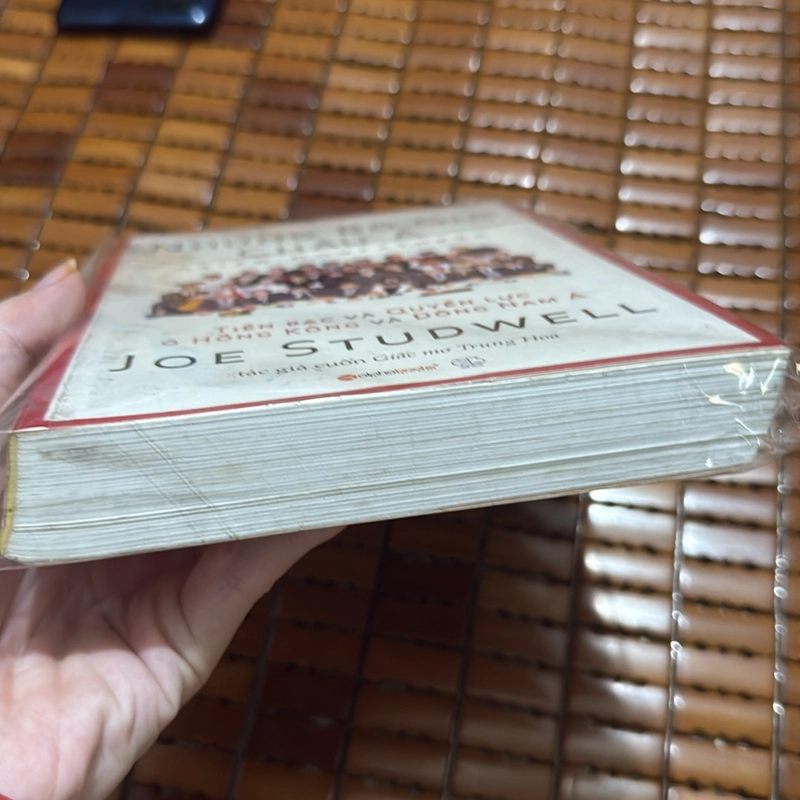 TIỀN BẠC VÀ QUYỀN LỰC
Ở HỒNG KÔNG VÀ ĐÔNG NAM Á
JOE STUDWELL
tác giả cuốn Giấc mơ Trung Hoa
alphabooks